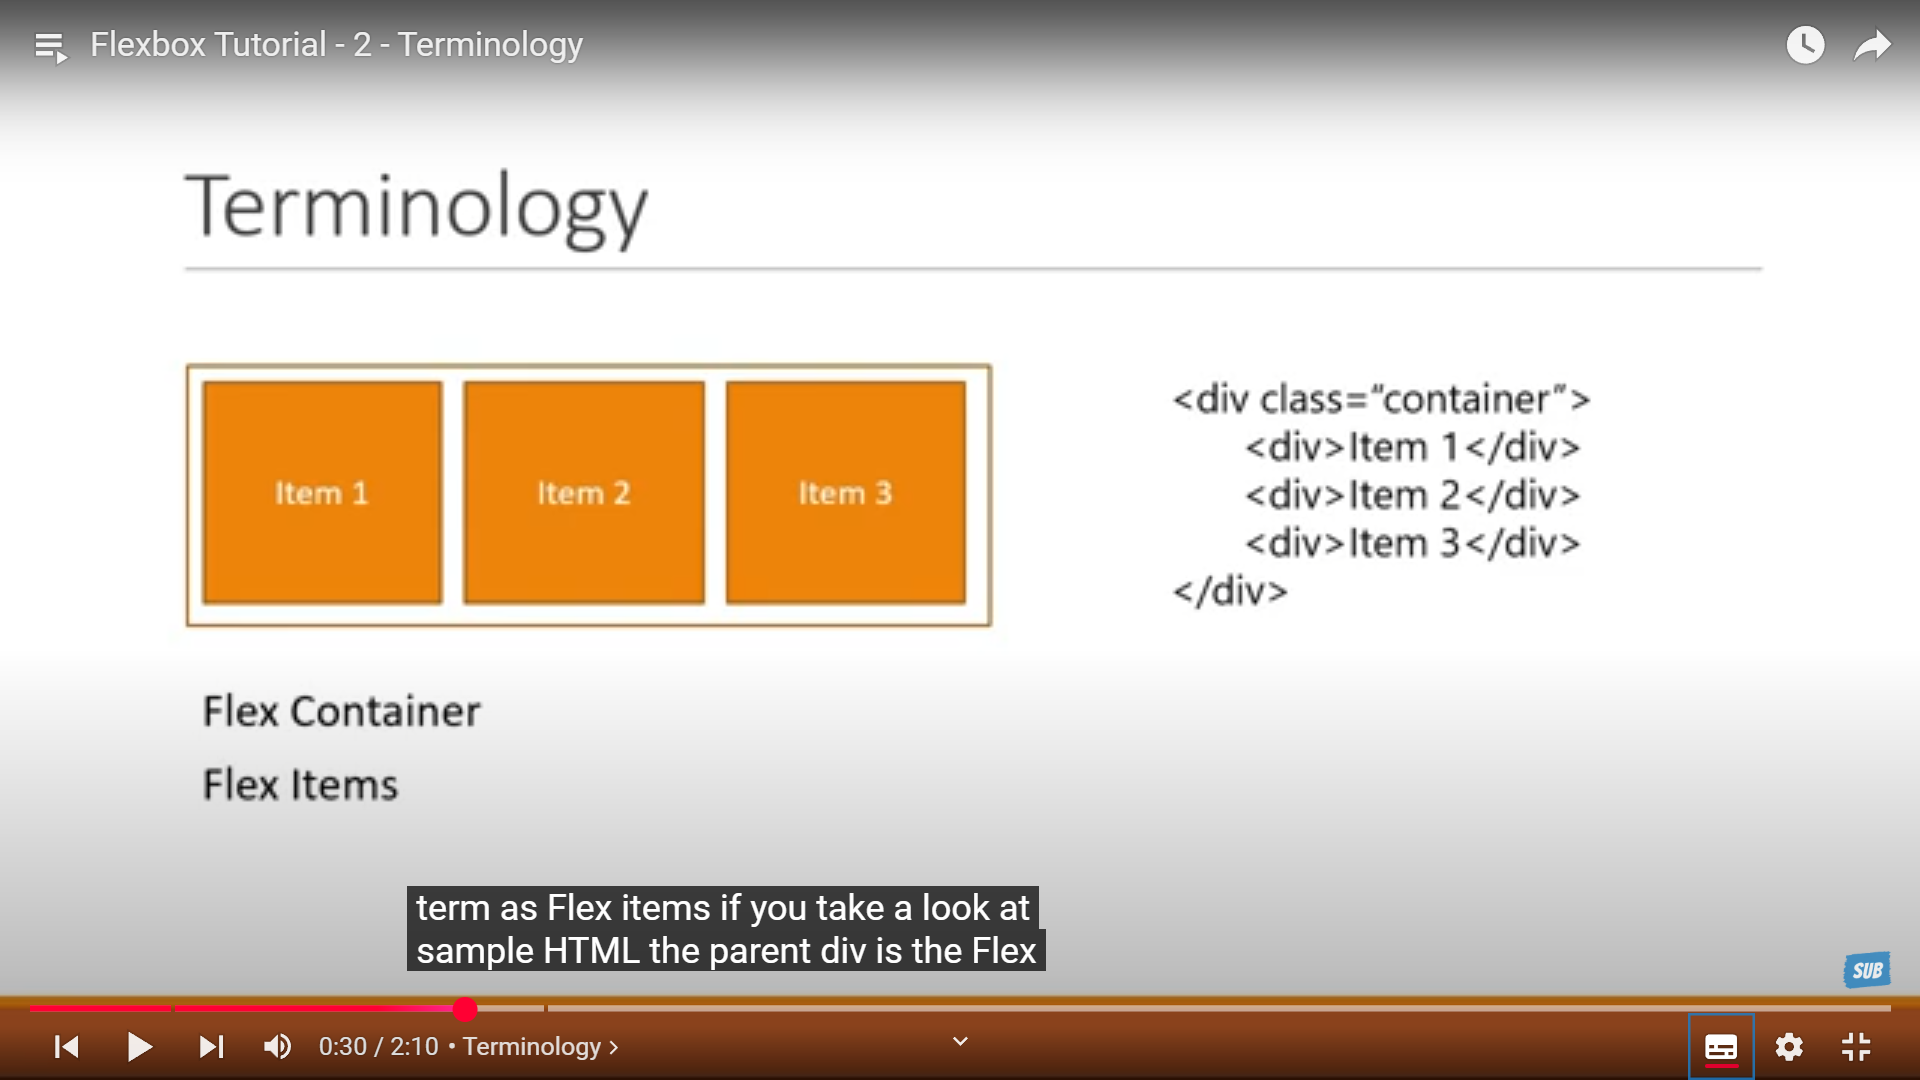 Flexbox Tutorial - 2 - Terminology
Terminology
Item 1 Item 2 Item 3
<div class=“container”>
<div>Item 1</div>
<div>Item 2</div>
<div>Item 3</div>
</div>
Flex Container
Flex Items
term as Flex items if you take a look at
sample HTML the parent div is the Flex
SUB
0:30 / 2:10 • Terminology >